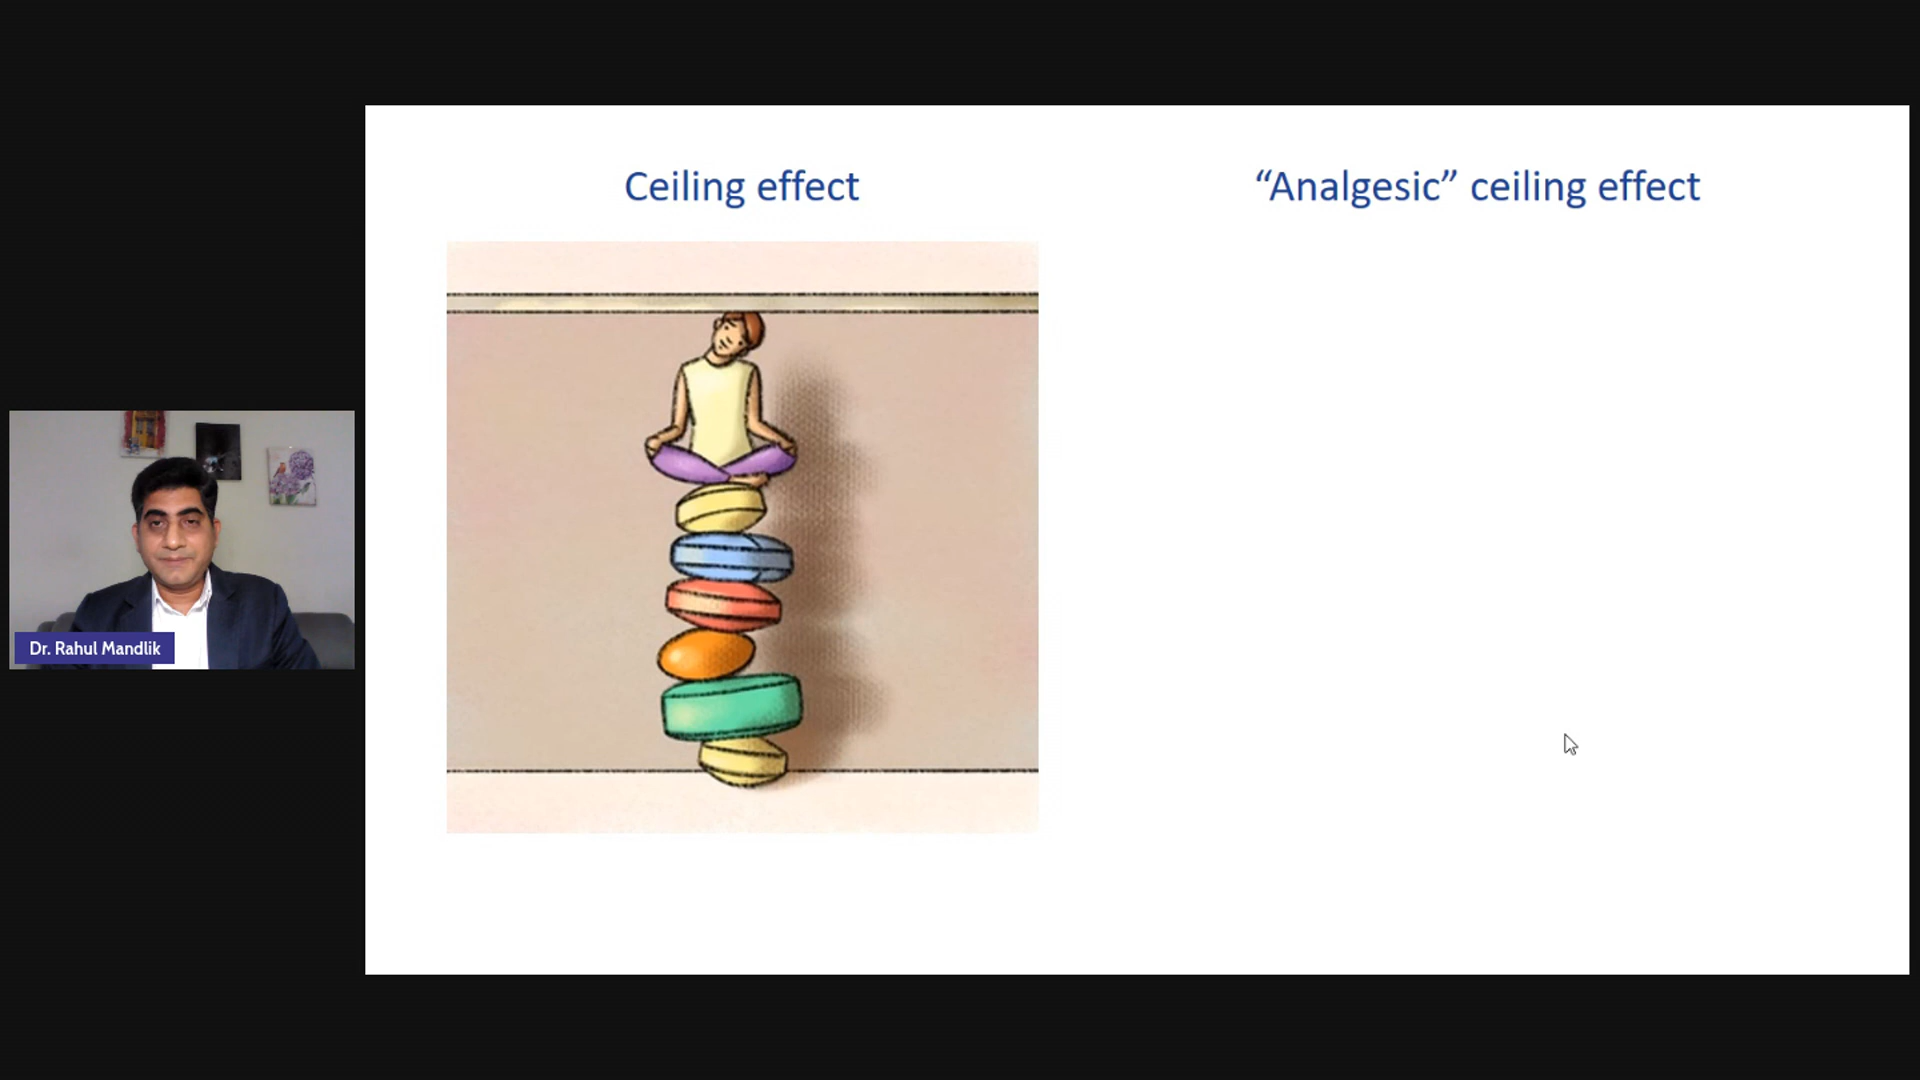 Ceiling effect
“Analgesic” ceiling effect
Dr. Rahul Mandlik